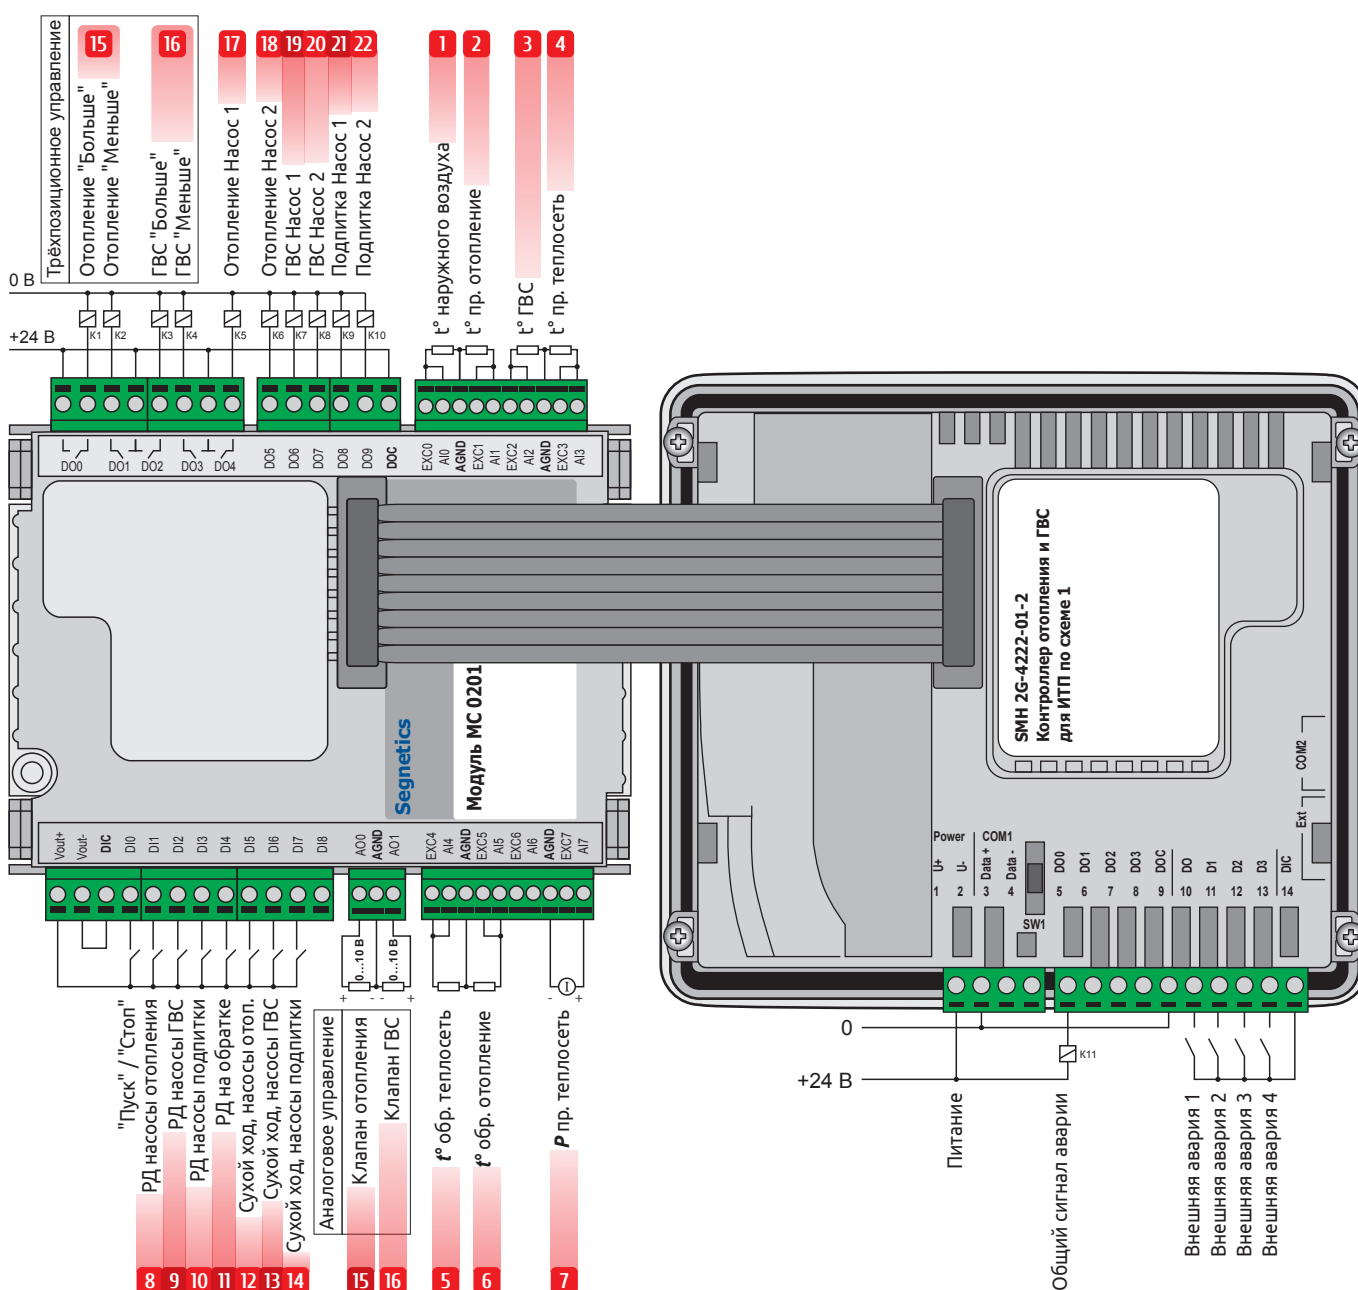 Трёхпозиционное управление
15
Отопление "Больше"
Отопление "Меньше"
16
ГВС "Больше"
ГВС "Меньше"
17
Отопление Насос 1
18
Отопление Насос 2
19
ГВС Насос 1
20
ГВС Насос 2
21
Подпитка Насос 1
22
Подпитка Насос 2
1
t° наружного воздуха
2
t° пр. отопление
3
t° ГВС
4
t° пр. теплосеть
0 В
+24 В
K1
K2
K3
K4
K5
K6
K7
K8
K9
K10
DO0
DO1
DO2
DO3
DO4
DO5
DO6
DO7
DO8
DO9
DOC
EXC0
AI0
AGND
EXC1
AI1
EXC2
AI2
AGND
EXC3
AI3
Segnetics
Модуль МС 0201
SMH 2G-4222-01-2
Контроллер отопления и ГВС
для ИТП по схеме 1
COM2
Ext
Vout+
Vout-
DIC
DI0
DI1
DI2
DI3
DI4
DI5
DI6
DI7
DI8
AO0
AGND
AO1
EXC4
AI4
AGND
EXC5
AI5
EXC6
AI6
AGND
EXC7
AI7
Power
COM1
U+
U-
Data +
Data -
DO0
DO1
DO2
DO3
DOC
DO
D1
D2
D3
DIC
1
2
3
4
5
6
7
8
9
10
11
12
13
14
SW1
0...10 В
0...10 В
+
-
-
+
I
-
+
0
+24 В
K11
"Пуск" / "Стоп"
РД насосы отопления
8
РД насосы ГВС
9
РД насосы подпитки
10
РД на обратке
11
Сухой ход, насосы отоп.
12
Сухой ход, насосы ГВС
13
Сухой ход, насосы подпитки
14
Аналоговое управление
Клапан отопления
15
Клапан ГВС
16
t° обр. теплосеть
5
t° обр. отопление
6
P пр. теплосеть
7
Питание
Общий сигнал аварии
Внешняя авария 1
Внешняя авария 2
Внешняя авария 3
Внешняя авария 4